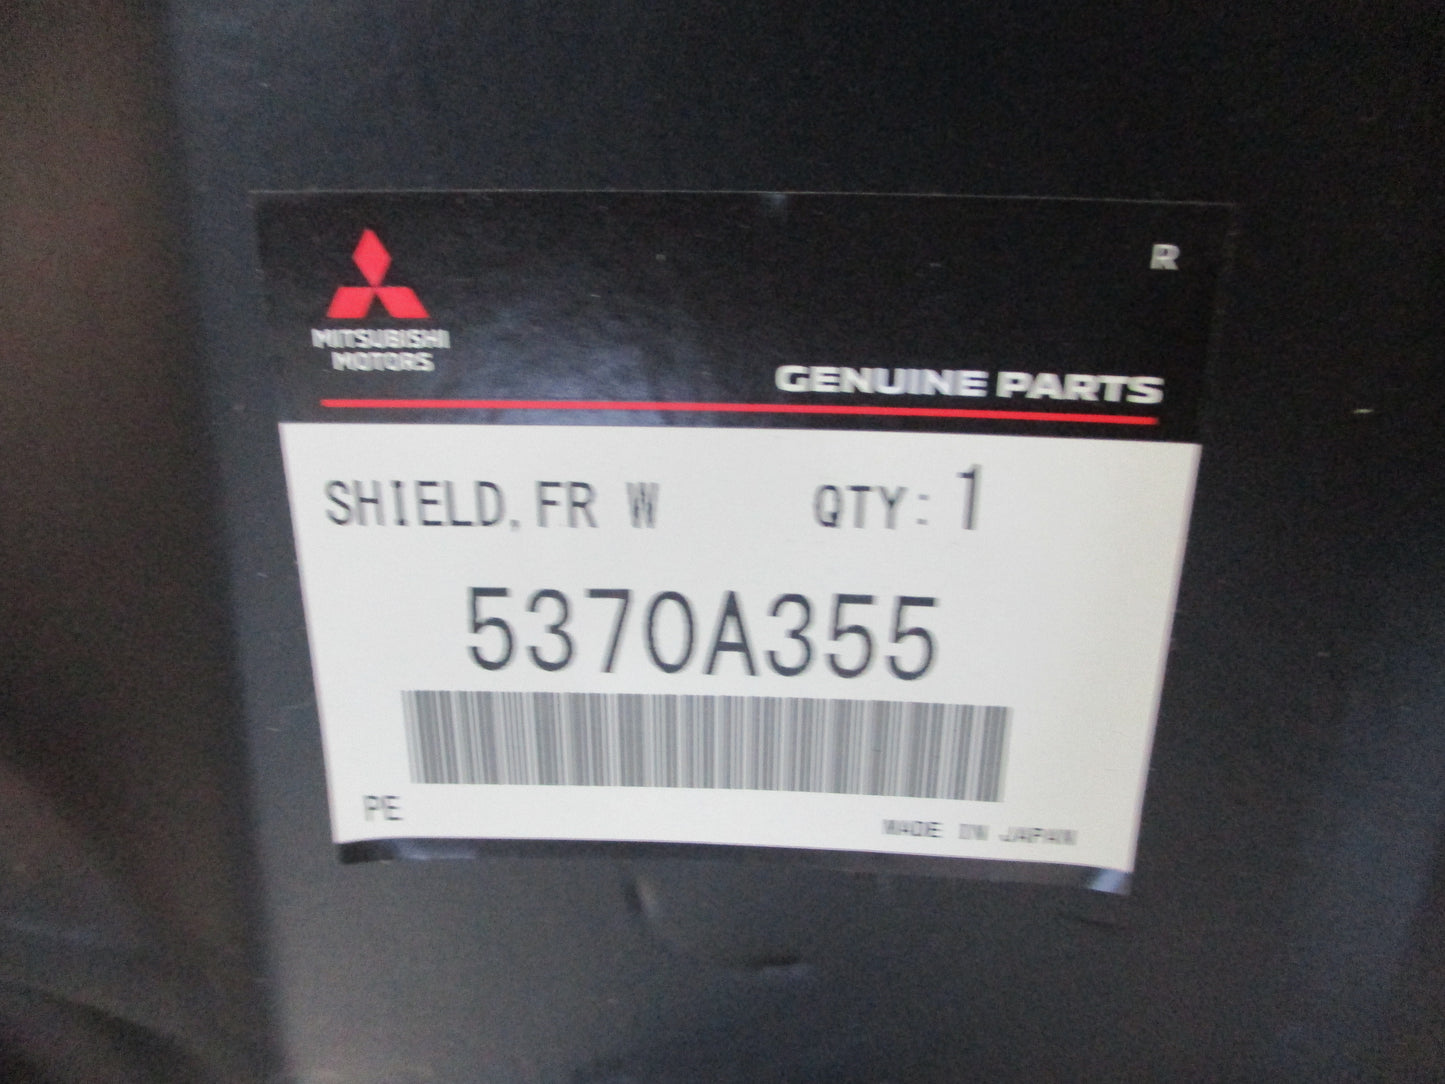 R
MITSUBISHI
MOTORS
GENUINE PARTS
SHIELD,FR W QTY: 1
5370A355
PE
MADE IN JAPAN